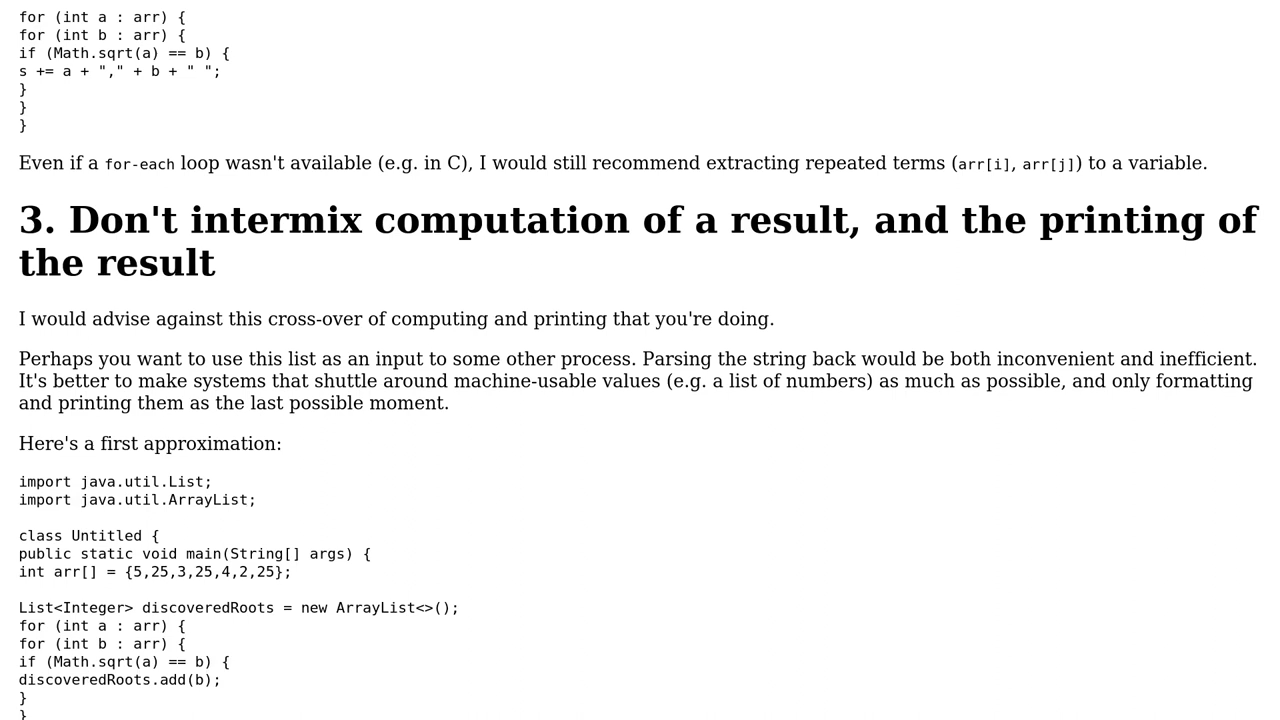 for (int a : arr) {
for (int b : arr) {
if (Math.sqrt(a) == b) {
s += a + "," + b + " ";
}
}
}
Even if a for-each loop wasn't available (e.g. in C), I would still recommend extracting repeated terms (arr[i], arr[j]) to a variable.
3. Don't intermix computation of a result, and the printing of
the result
I would advise against this cross-over of computing and printing that you're doing.
Perhaps you want to use this list as an input to some other process. Parsing the string back would be both inconvenient and inefficient.
It's better to make systems that shuttle around machine-usable values (e.g. a list of numbers) as much as possible, and only formatting
and printing them as the last possible moment.
Here's a first approximation:
import java.util.List;
import java.util.ArrayList;
class Untitled {
public static void main(String[] args) {
int arr[] = {5,25,3,25,4,2,25};
List<Integer> discoveredRoots = new ArrayList<>();
for (int a : arr) {
for (int b : arr) {
if (Math.sqrt(a) == b) {
discoveredRoots.add(b);
}
}